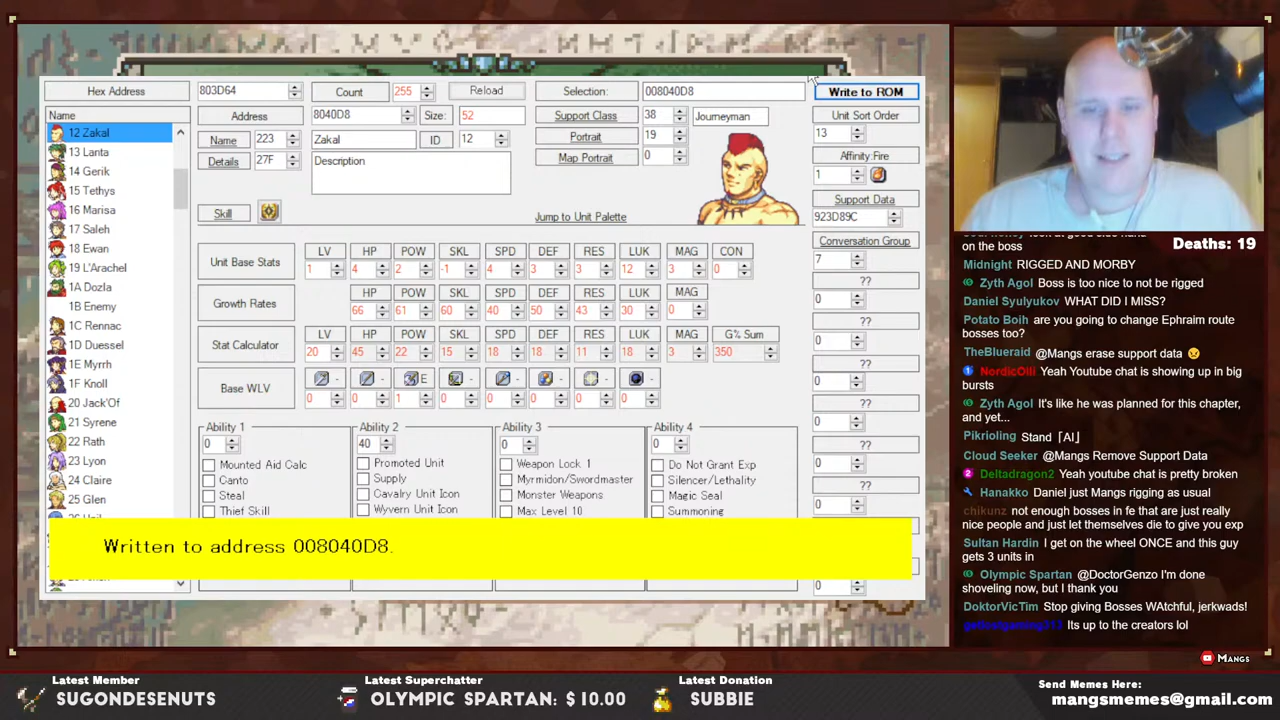 Hex Address
803D64
Count
255
Reload
Selection:
008040D8
Write to ROM
Name
Address
8040D8
Size:
52
Support Class
38
Journeyman
Unit Sort Order
13
12 Zakal
13 Lanta
14 Gerik
15 Tethys
16 Marisa
17 Saleh
18 Ewan
19 L'Arachel
1A Dozla
1B Enemy
1C Rennac
1D Duessel
1E Myrrh
1F Knoll
20 Jack'Of
21 Syrene
22 Rath
23 Lyon
24 Claire
25 Glen
Name
223
Zakal
ID
12
Portrait
19
Affinity:Fire
1
Details
27F
Description
Map Portrait
0
Support Data
923D89C
Skill
Jump to Unit Palette
Conversation Group
7
LV HP POW SKL SPD DEF RES LUK MAG CON
Unit Base Stats
1 4 2 -1 4 3 3 12 3 0
??
0
HP POW SKL SPD DEF RES LUK MAG
Growth Rates
66 61 60 40 50 43 30 0
??
0
LV HP POW SKL SPD DEF RES LUK MAG G% Sum
Stat Calculator
20 45 22 15 18 18 11 18 3 350
??
0
Base WLV
- - E - - - - -
0 0 1 0 0 0 0 0
??
0
Ability 1
0
Mounted Aid Calc
Canto
Steal
Thief Skill
Ability 2
40
Promoted Unit
Supply
Cavalry Unit Icon
Wyvern Unit Icon
Ability 3
0
Weapon Lock 1
Myrmidon/Swordmaster
Monster Weapons
Max Level 10
Ability 4
0
Do Not Grant Exp
Silencer/Lethality
Magic Seal
Summoning
??
0
??
0
0
Written to address 008040D8.
Deaths: 19
on the boss
Midnight RIGGED AND MORBY
Zyth Agol: Boss is too nice to not be rigged
Daniel Syulyukov WHAT DID I MISS?
Potato Boih are you going to change Ephraim route
bosses too?
TheBlueraid @Mangs erase support data
NordicOlli Yeah Youtube chat is showing up in big
bursts
Zyth Agol: It's like he was planned for this chapter,
and yet...
Pikrioling Stand「AI」
Cloud Seeker @Mangs Remove Support Data
Deltadragon2 Yeah youtube chat is pretty broken
Hanakko Daniel just Mangs rigging as usual
chikunz not enough bosses in fe that are just really
nice people and just let themselves die to give you exp
Sultan Hardin I get on the wheel ONCE and this guy
gets 3 units in
Olympic Spartan @DoctorGenzo I'm done
shoveling now, but I thank you
DoktorVicTim Stop giving Bosses WAtchful, jerkwads!
Its up to the creators lol
Mangs
Latest Member
SUGONDESENUTS
Latest Superchatter
OLYMPIC SPARTAN: $10.00
Latest Donation
SUBBIE
Send Memes Here:
mangsmemes@gmail.com